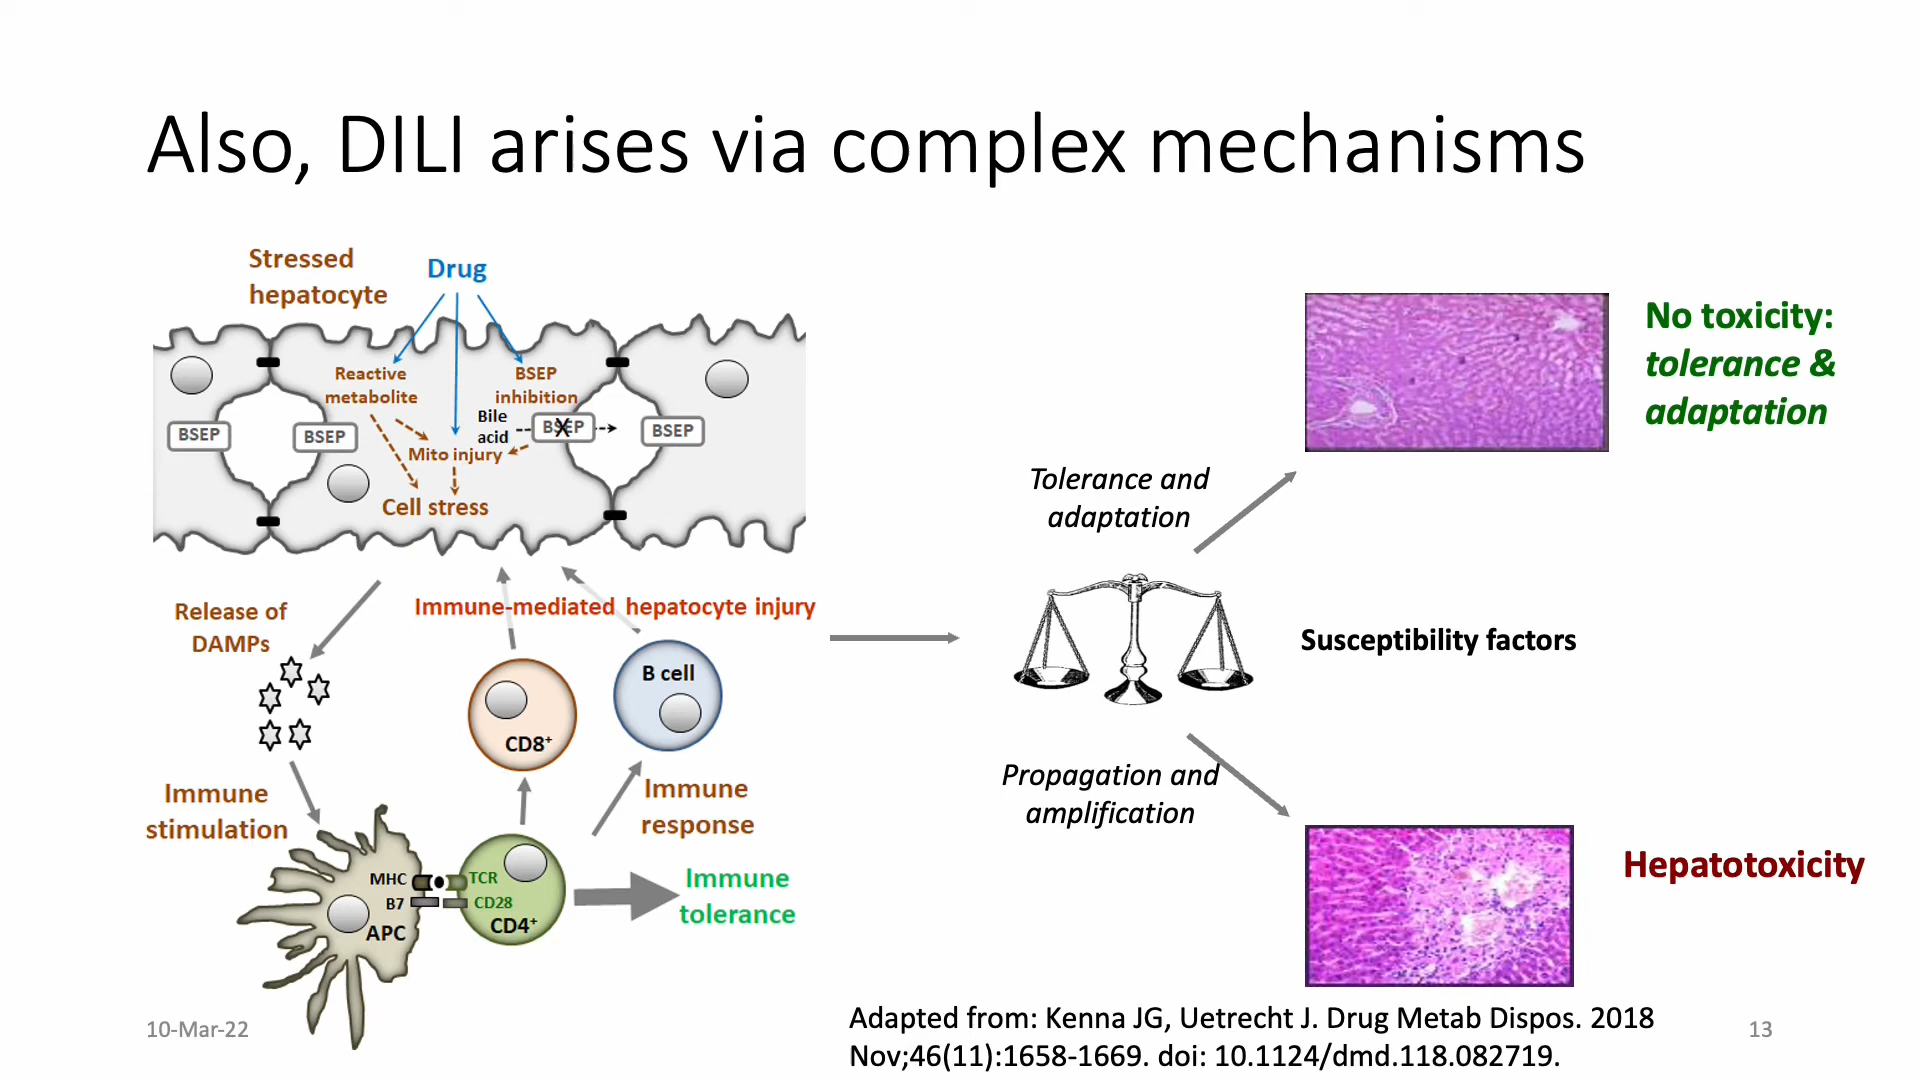 Also, DILI arises via complex mechanisms
Stressed
hepatocyte
Drug
Reactive
metabolite
BSEP
inhibition
Bile
acid
BSEP
BSEP
BSEP
BSEP
Mito injury
Cell stress
Release of
DAMPs
Immune-mediated hepatocyte injury
CD8+
B cell
Immune
stimulation
Immune
response
MHC
TCR
B7
CD28
APC
CD4+
Immune
tolerance
Tolerance and
adaptation
Susceptibility factors
Propagation and
amplification
No toxicity:
tolerance &
adaptation
Hepatotoxicity
Adapted from: Kenna JG, Uetrecht J. Drug Metab Dispos. 2018
Nov;46(11):1658-1669. doi: 10.1124/dmd.118.082719.
10-Mar-22
13